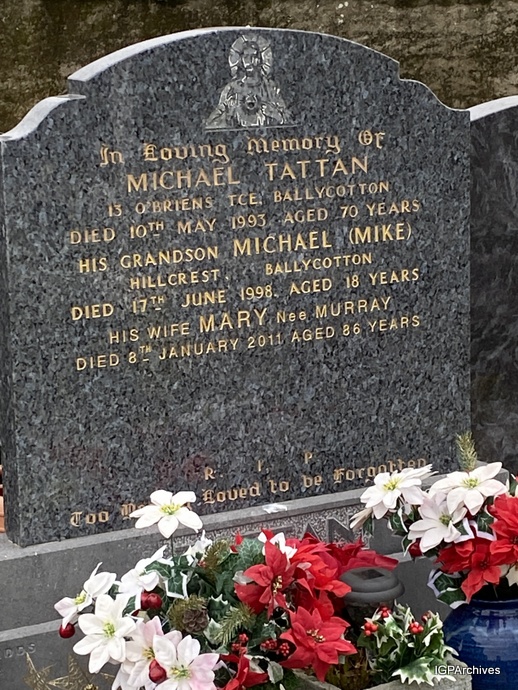 In Loving Memory Of
MICHAEL TATTAN
13 O'BRIENS TCE, BALLYCOTTON
DIED 10TH MAY 1993 AGED 70 YEARS
HIS GRANDSON MICHAEL (MIKE)
HILLCREST, BALLYCOTTON
DIED 17TH JUNE 1998. AGED 18 YEARS
HIS WIFE MARY Nee MURRAY
DIED 8TH JANUARY 2011 AGED 86 YEARS
R. I. P
Too Loved to be Forgotten
IGPArchives